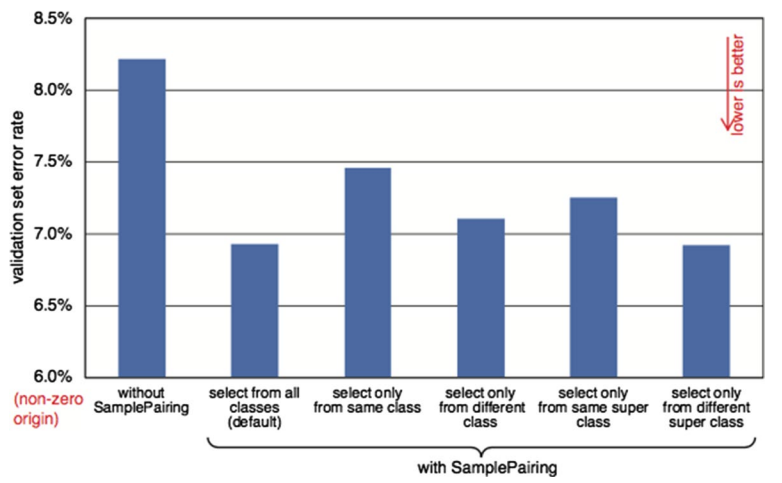 8.5%
8.0%
7.5%
7.0%
6.5%
6.0%
validation set error rate
lower is better
(non-zero
origin)
without
SamplePairing
select from all
classes
(default)
select only
from same class
select only
from different
class
select only
from same super
class
select only
from different
super class
with SamplePairing